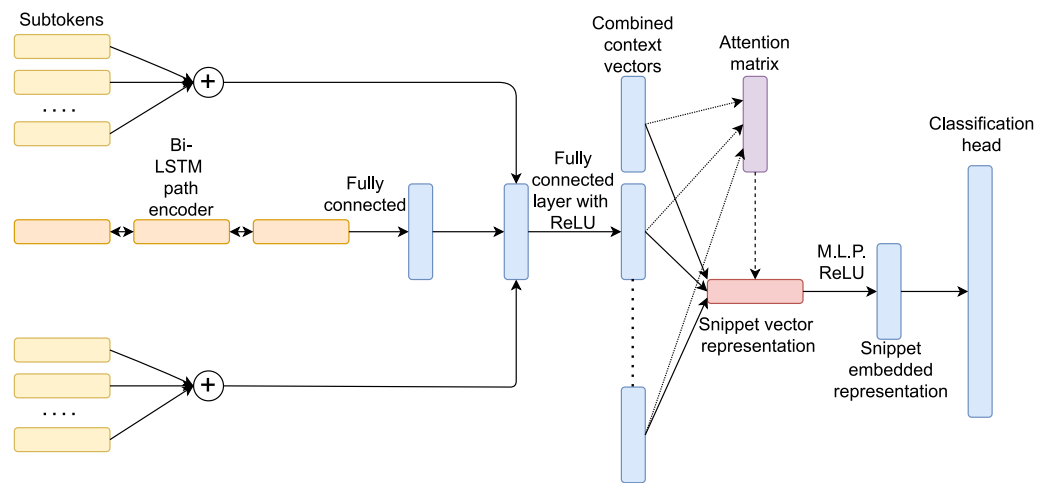 Subtokens
+
. . . .
Bi-
LSTM
path
encoder
Fully
connected
+
. . . .
Fully
connected
layer with
ReLU
Combined
context
vectors
Attention
matrix
Snippet vector
representation
M.L.P.
ReLU
Snippet
embedded
representation
Classification
head